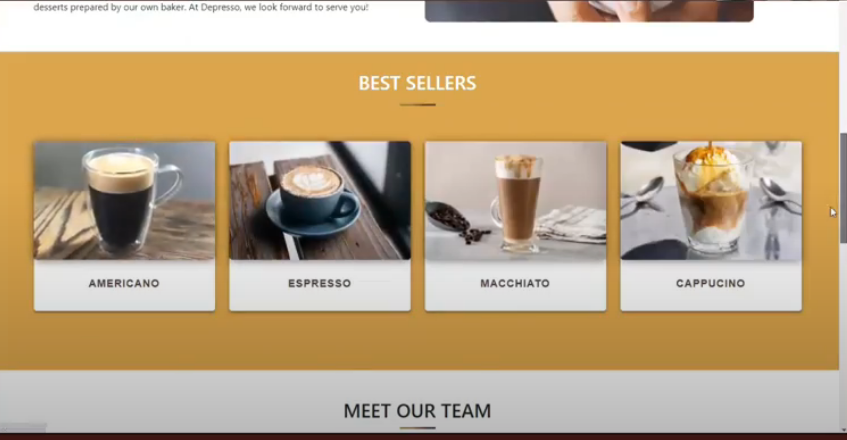 desserts prepared by our own baker. At Depresso, we look forward to serve you!
BEST SELLERS
AMERICANO
ESPRESSO
MACCHIATO
CAPPUCINO
MEET OUR TEAM